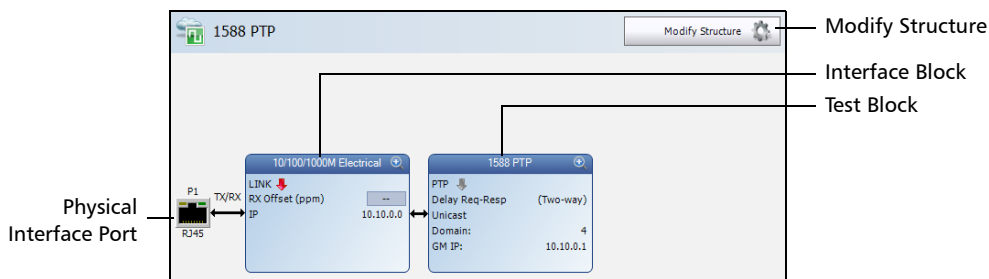 1588 PTP
Modify Structure
Modify Structure
Interface Block
Test Block
10/100/1000M Electrical
1588 PTP
LINK
RX Offset (ppm) --
IP 10.10.0.0
PTP
Delay Req-Resp (Two-way)
Unicast
Domain: 4
GM IP: 10.10.0.1
P1
TX/RX
RJ45
Physical
Interface Port